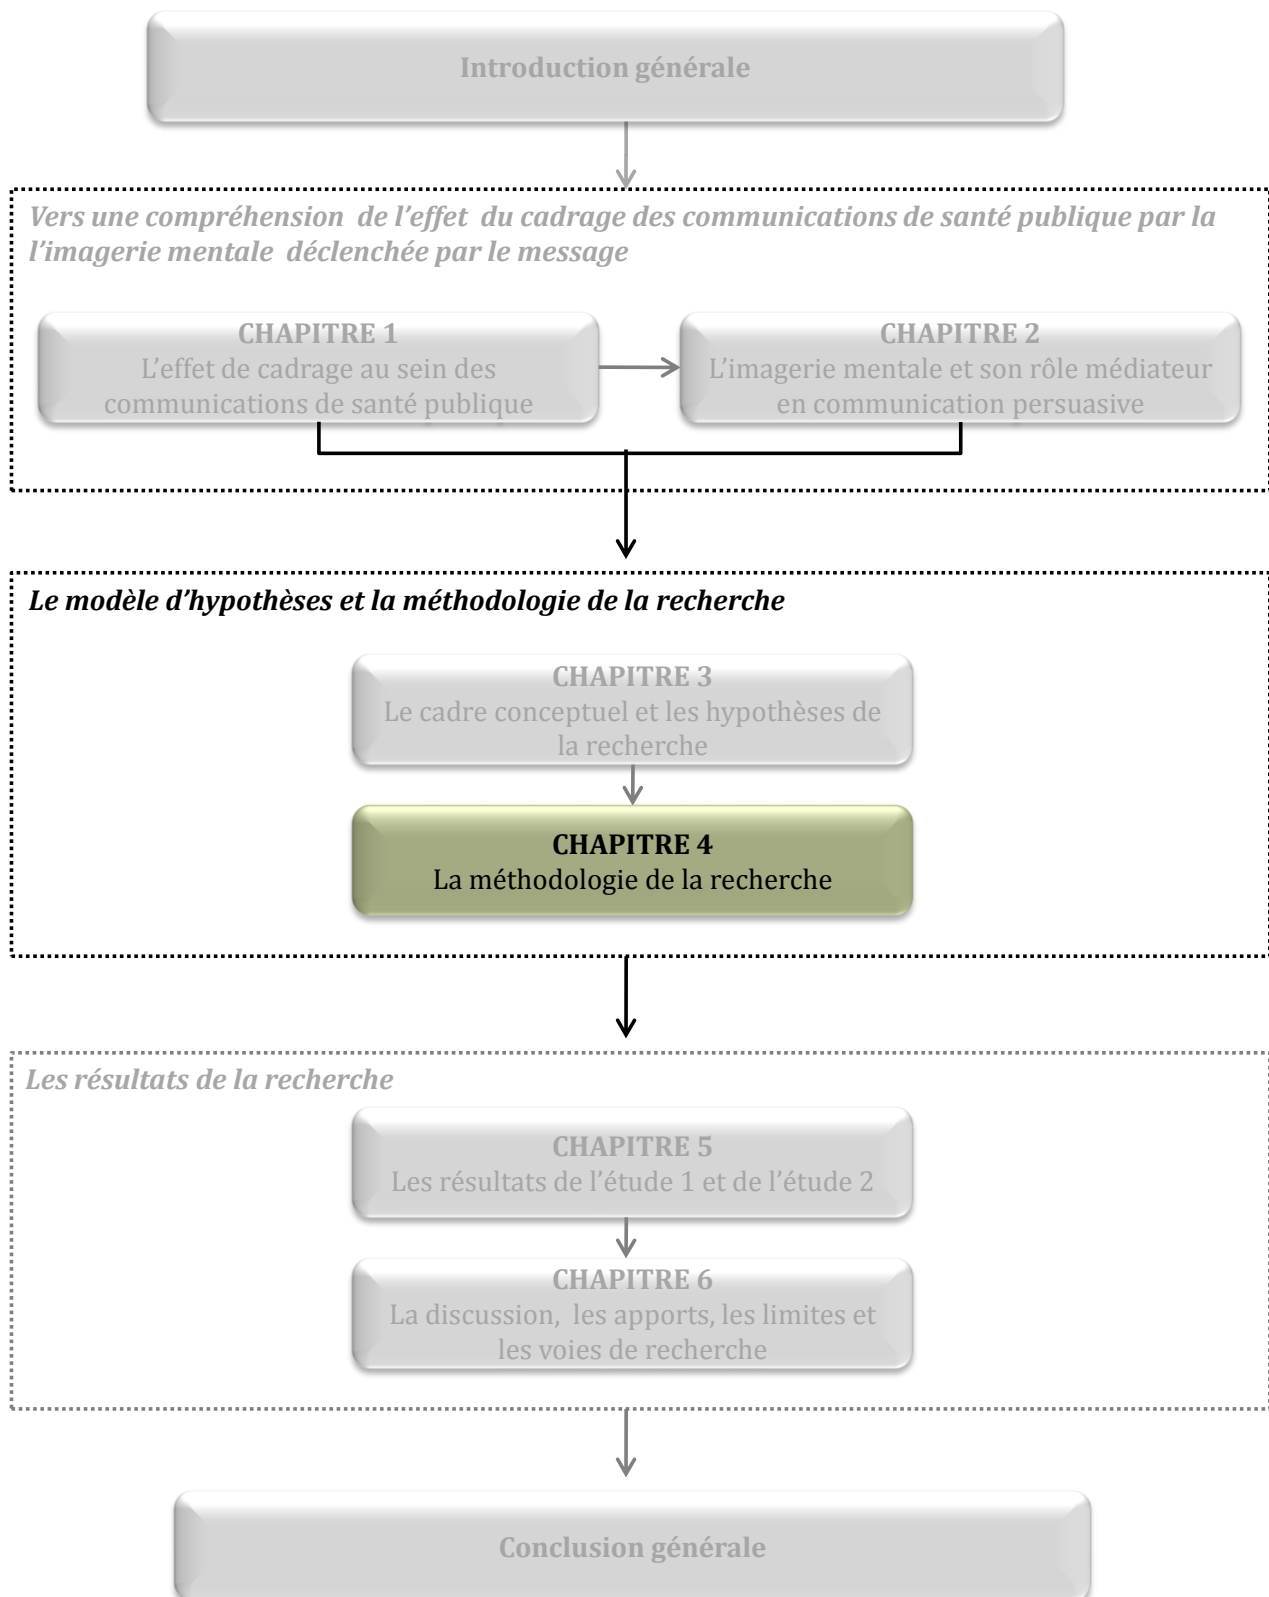 Introduction générale
Vers une compréhension de l’effet du cadrage des communications de santé publique par la
l’imagerie mentale déclenchée par le message
CHAPITRE 1
L’effet de cadrage au sein des
communications de santé publique
CHAPITRE 2
L’imagerie mentale et son rôle médiateur
en communication persuasive
Le modèle d’hypothèses et la méthodologie de la recherche
CHAPITRE 3
Le cadre conceptuel et les hypothèses de
la recherche
CHAPITRE 4
La méthodologie de la recherche
Les résultats de la recherche
CHAPITRE 5
Les résultats de l’étude 1 et de l’étude 2
CHAPITRE 6
La discussion, les apports, les limites et
les voies de recherche
Conclusion générale